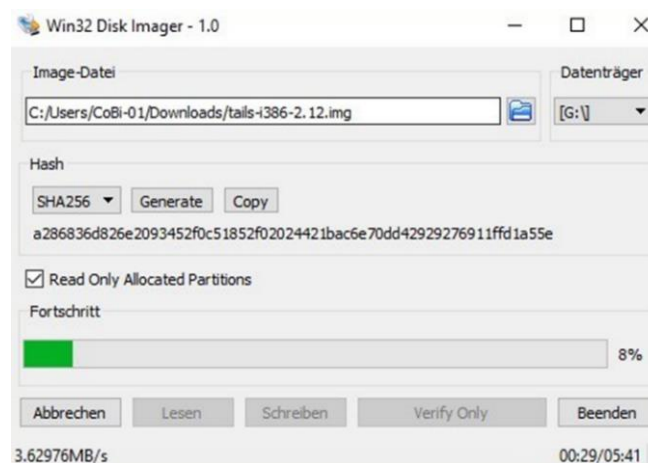 Win32 Disk Imager - 1.0
Image-Datei
Datenträger
C:/Users/CoBi-01/Downloads/tails-i386-2.12.img
[G:\]
Hash
SHA256
Generate
Copy
a286836d826e2093452f0c51852f02024421bac6e70dd42929276911ffd1a55e
Read Only Allocated Partitions
Fortschritt
8%
Abbrechen
Lesen
Schreiben
Verify Only
Beenden
3.62976MB/s
00:29/05:41